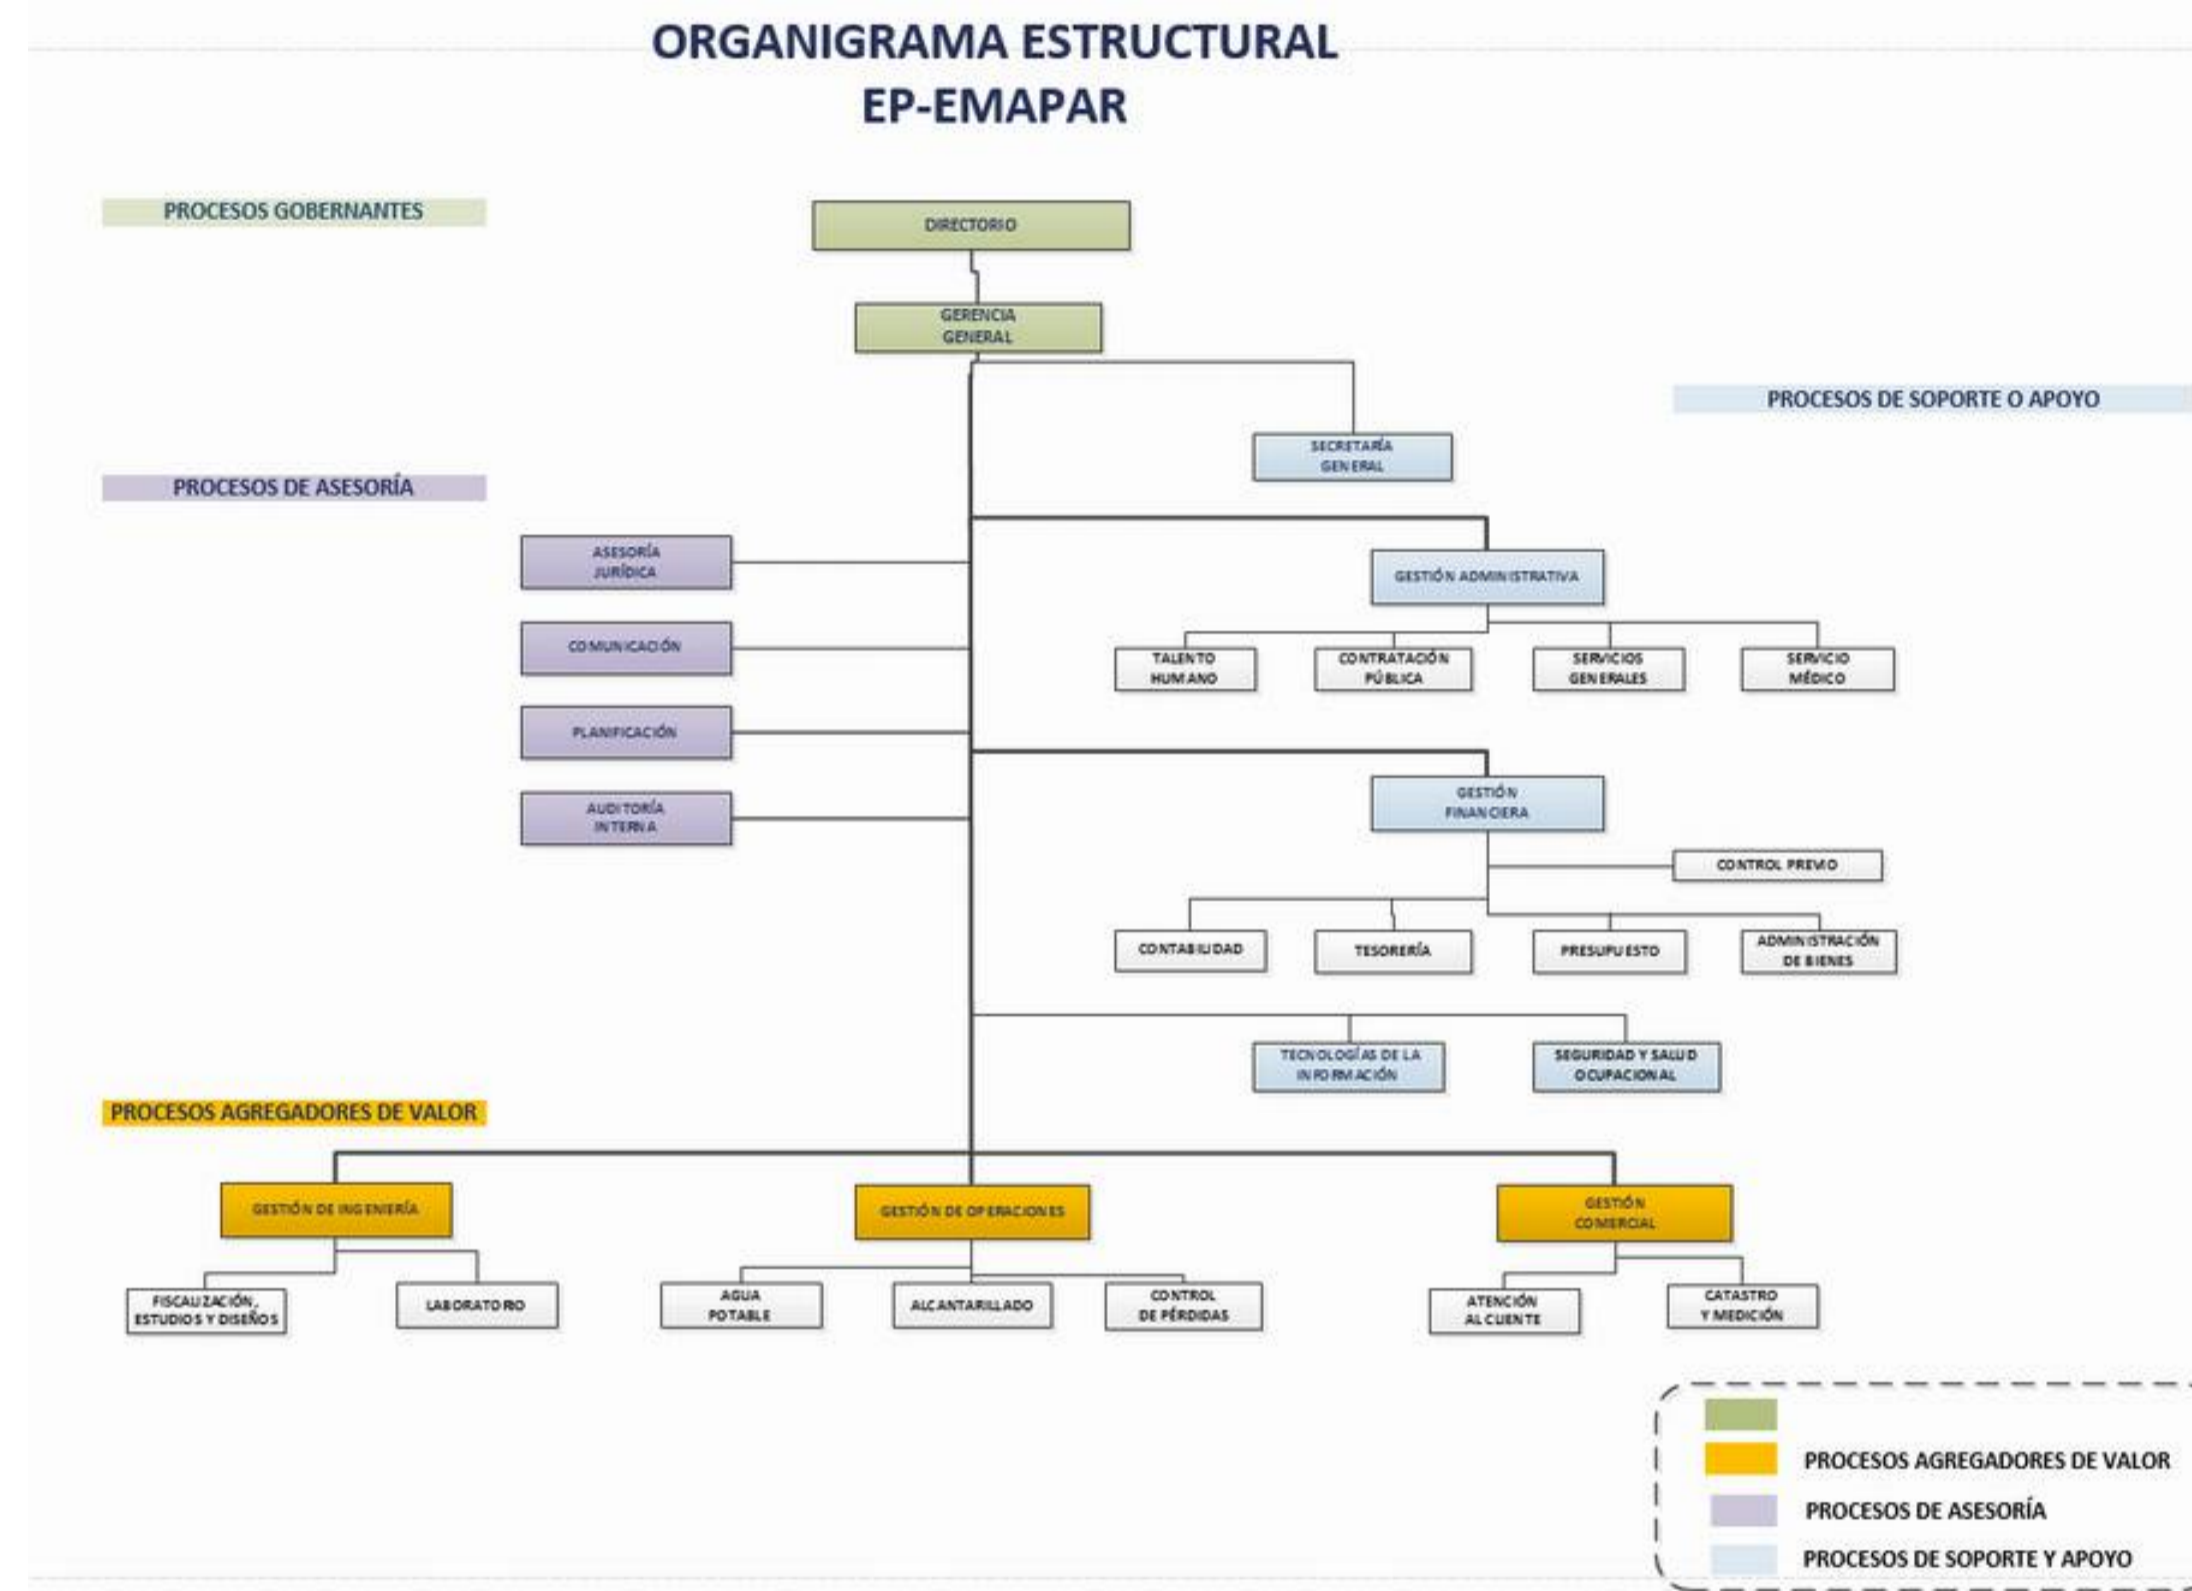 ORGANIGRAMA ESTRUCTURAL
EP-EMAPAR
PROCESOS GOBERNANTES
DIRECTORIO
GERENCIA
GENERAL
PROCESOS DE SOPORTE O APOYO
SECRETARÍA
GENERAL
PROCESOS DE ASESORÍA
ASESORÍA
JURÍDICA
GESTIÓN ADMINISTRATIVA
COMUNICACIÓN
TALENTO
HUMANO
CONTRATACIÓN
PÚBLICA
SERVICIOS
GENERALES
SERVICIO
MÉDICO
PLANIFICACIÓN
GESTIÓN
FINANCIERA
AUDITORÍA
INTERNA
CONTROL PREVIO
CONTABILIDAD
TESORERÍA
PRESUPUESTO
ADMINISTRACIÓN
DE BIENES
TECNOLOGÍAS DE LA
INFORMACIÓN
SEGURIDAD Y SALUD
OCUPACIONAL
PROCESOS AGREGADORES DE VALOR
GESTIÓN DE INGENIERÍA
GESTIÓN DE OPERACIONES
GESTIÓN
COMERCIAL
FISCALIZACIÓN,
ESTUDIOS Y DISEÑOS
LABORATORIO
AGUA
POTABLE
ALCANTARILLADO
CONTROL
DE PÉRDIDAS
ATENCIÓN
AL CLIENTE
CATASTRO
Y MEDICIÓN
PROCESOS AGREGADORES DE VALOR
PROCESOS DE ASESORÍA
PROCESOS DE SOPORTE Y APOYO